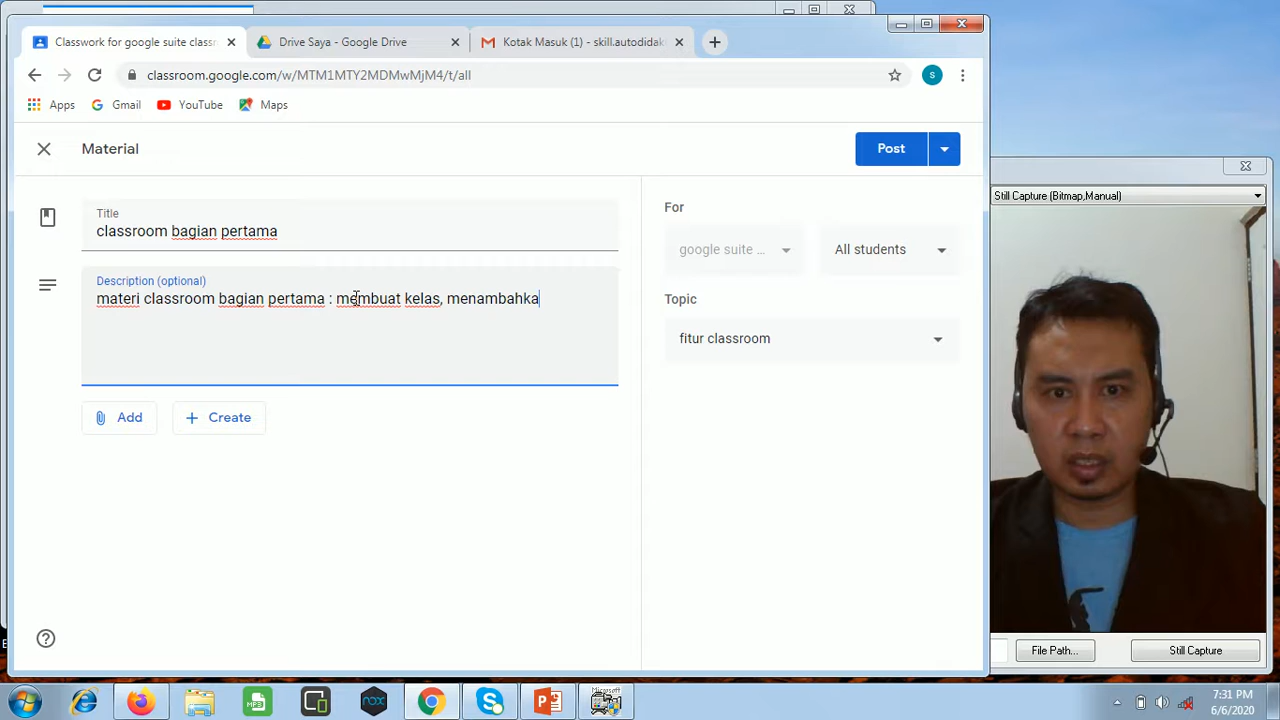 Classwork for google suite class
Drive Saya - Google Drive
Kotak Masuk (1) - skill.autodidak
classroom.google.com/w/MTM1MTY2MDMwMjM4/t/all
S
Apps
Gmail
YouTube
Maps
Material
Post
Title
classroom bagian pertama
Description (optional)
materi classroom bagian pertama : membuat kelas, menambahka
Add
Create
For
google suite ...
All students
Topic
fitur classroom
Still Capture (Bitmap,Manual)
File Path...
Still Capture
MP3
nox
Microsoft
7:31 PM
6/6/2020